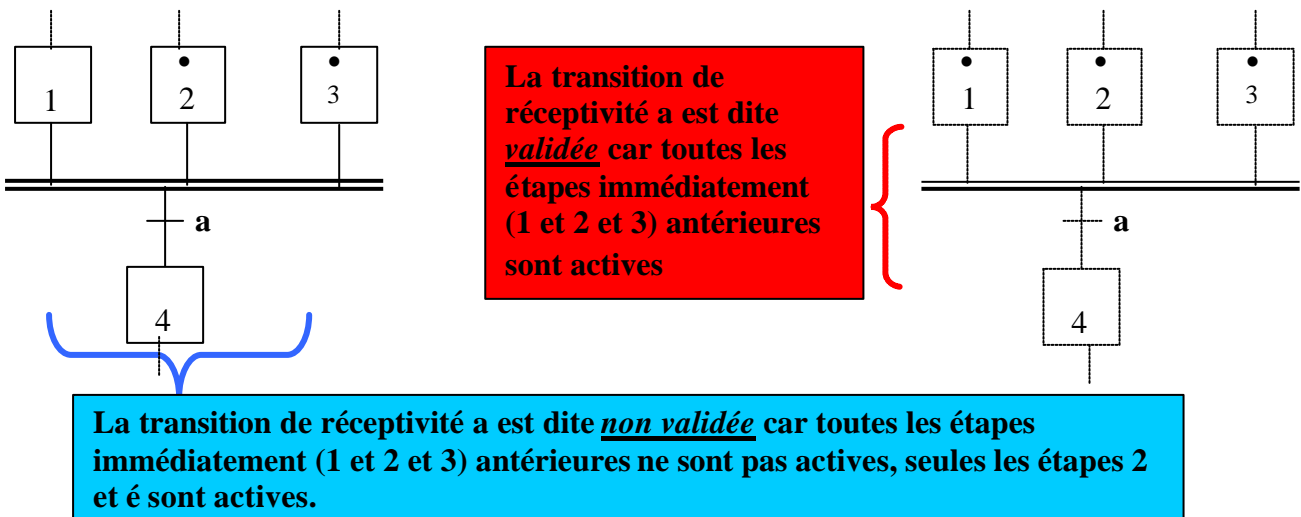 1
2
3
a
4
La transition de
réceptivité a est dite
validée car toutes les
étapes immédiatement
(1 et 2 et 3) antérieures
sont actives
1
2
3
a
4
La transition de réceptivité a est dite non validée car toutes les étapes
immédiatement (1 et 2 et 3) antérieures ne sont pas actives, seules les étapes 2
et é sont actives.